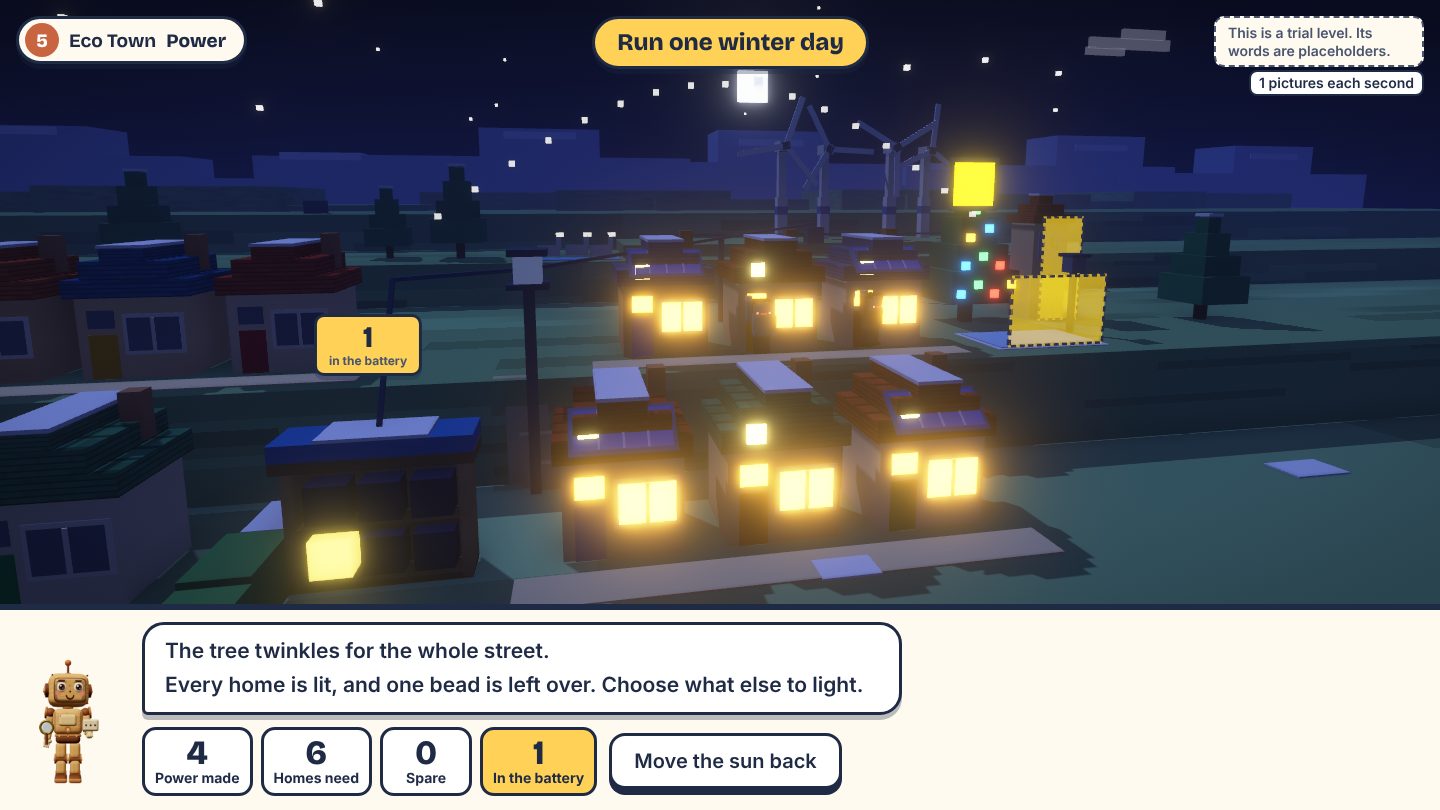 5 Eco Town Power
Run one winter day
This is a trial level. Its
words are placeholders.
1 pictures each second
1
in the battery
The tree twinkles for the whole street.
Every home is lit, and one bead is left over. Choose what else to light.
4
Power made
6
Homes need
0
Spare
1
In the battery
Move the sun back